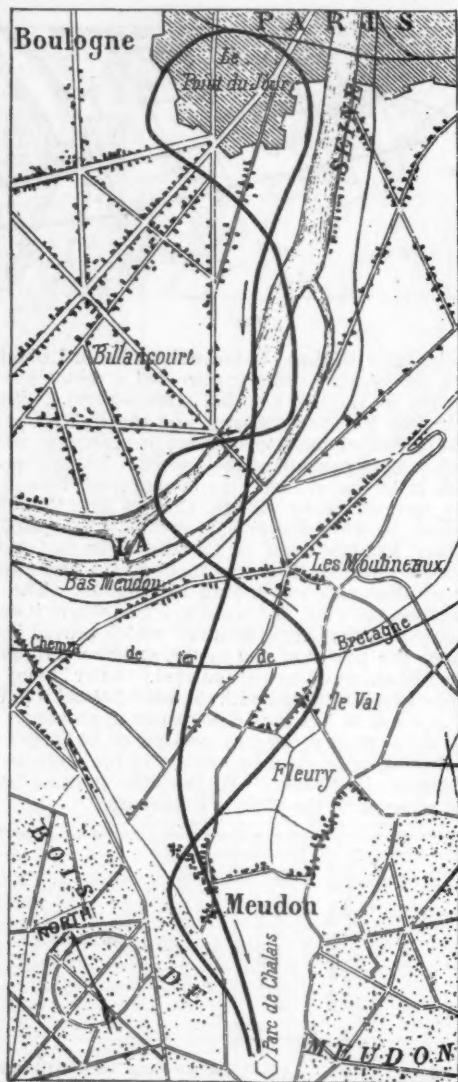 PARIS
Boulogne
Le
Point du Jour
SEINE
Billancourt
LA
Bas Meudon
Les Moulineaux
Chemin de fer de Bretagne
le Val
Fleury
BOIS
NORTH
Meudon
DE
Parc de Chalais
MEUDON